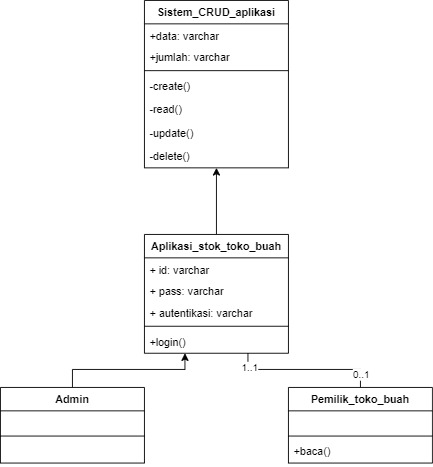 Sistem_CRUD_aplikasi
+data: varchar
+jumlah: varchar
-create()
-read()
-update()
-delete()
Aplikasi_stok_toko_buah
+ id: varchar
+ pass: varchar
+ autentikasi: varchar
+login()
1..1
0..1
Admin
Pemilik_toko_buah
+baca()